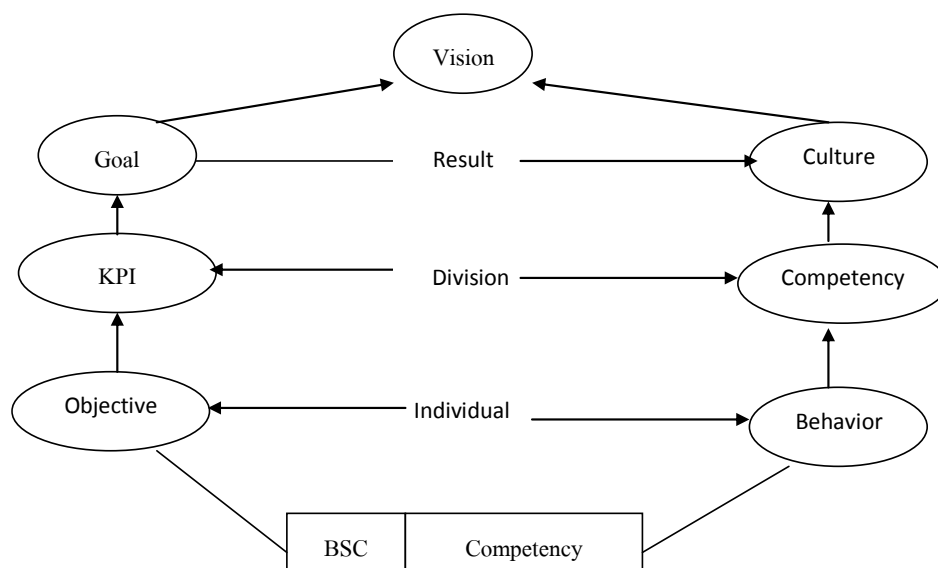 Vision
Goal Result Culture
KPI Division Competency
Objective Individual Behavior
BSC Competency